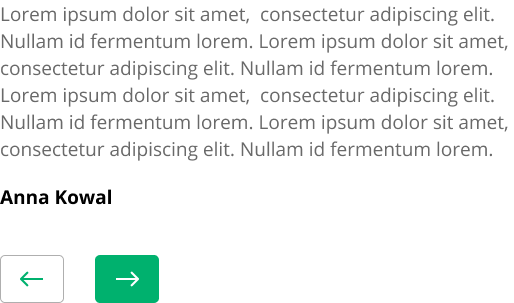 Lorem ipsum dolor sit amet,  consectetur adipiscing elit.
Nullam id fermentum lorem. Lorem ipsum dolor sit amet,
consectetur adipiscing elit. Nullam id fermentum lorem.
Lorem ipsum dolor sit amet,  consectetur adipiscing elit.
Nullam id fermentum lorem. Lorem ipsum dolor sit amet,
consectetur adipiscing elit. Nullam id fermentum lorem.
Anna Kowal